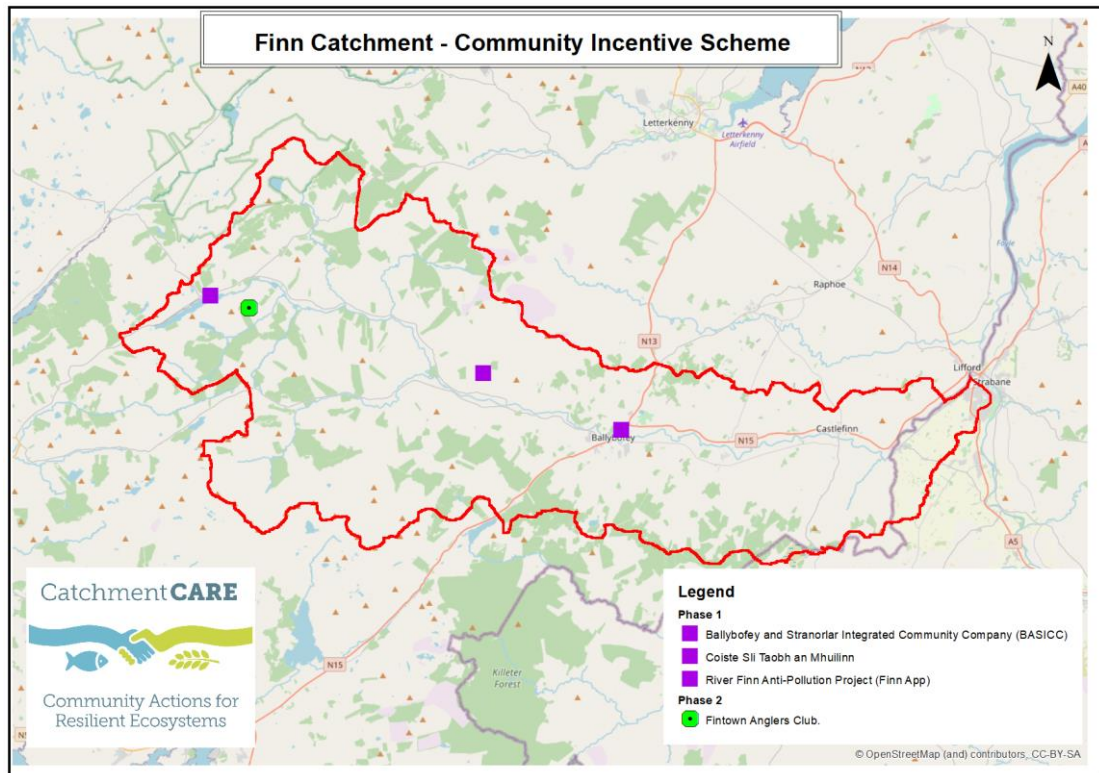 Finn Catchment - Community Incentive Scheme
N
A40
Letterkenny
Letterkenny
Airfield
Foyle
N14
Raphoe
N13
Lifford
Strabane
Ballybofey
N15
Castlefinn
A5
N15
Killeter
Forest
CatchmentCARE
Community Actions for
Resilient Ecosystems
Legend
Phase 1
Ballybofey and Stranorlar Integrated Community Company (BASICC)
Coiste Sli Taobh an Mhuilinn
River Finn Anti-Pollution Project (Finn App)
Phase 2
Fintown Anglers Club.
© OpenStreetMap (and) contributors, CC-BY-SA